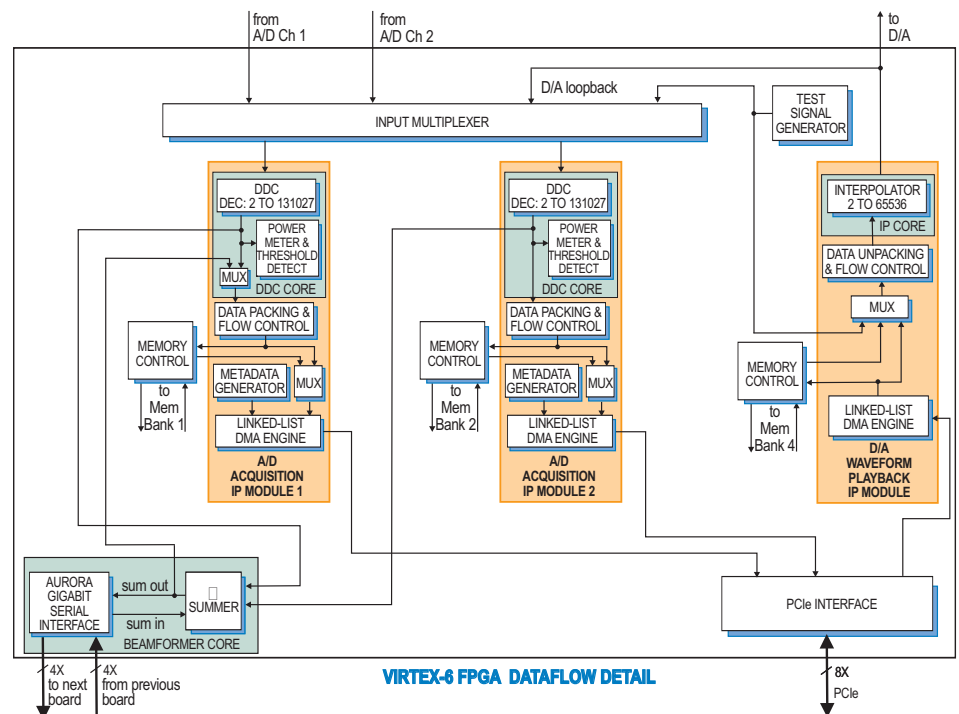 from
A/D Ch 1
from
A/D Ch 2
to
D/A
D/A loopback
TEST
SIGNAL
GENERATOR
INPUT MULTIPLEXER
DDC
DEC: 2 TO 131027
POWER
METER &
THRESHOLD
DETECT
MUX
DDC CORE
DATA PACKING &
FLOW CONTROL
MEMORY
CONTROL
METADATA
GENERATOR
MUX
to
Mem
Bank 1
LINKED-LIST
DMA ENGINE
A/D
ACQUISITION
IP MODULE 1
DDC
DEC: 2 TO 131027
POWER
METER &
THRESHOLD
DETECT
DDC CORE
DATA PACKING &
FLOW CONTROL
MEMORY
CONTROL
METADATA
GENERATOR
MUX
to
Mem
Bank 2
LINKED-LIST
DMA ENGINE
A/D
ACQUISITION
IP MODULE 2
INTERPOLATOR
2 TO 65536
IP CORE
DATA UNPACKING
& FLOW CONTROL
MUX
MEMORY
CONTROL
to
Mem
Bank 4
LINKED-LIST
DMA ENGINE
D/A
WAVEFORM
PLAYBACK
IP MODULE
AURORA
GIGABIT
SERIAL
INTERFACE
sum out
sum in
SUMMER
BEAMFORMER CORE
PCIe INTERFACE
4X
to next
board
4X
from previous
board
VIRTEX-6 FPGA DATAFLOW DETAIL
8X
PCIe